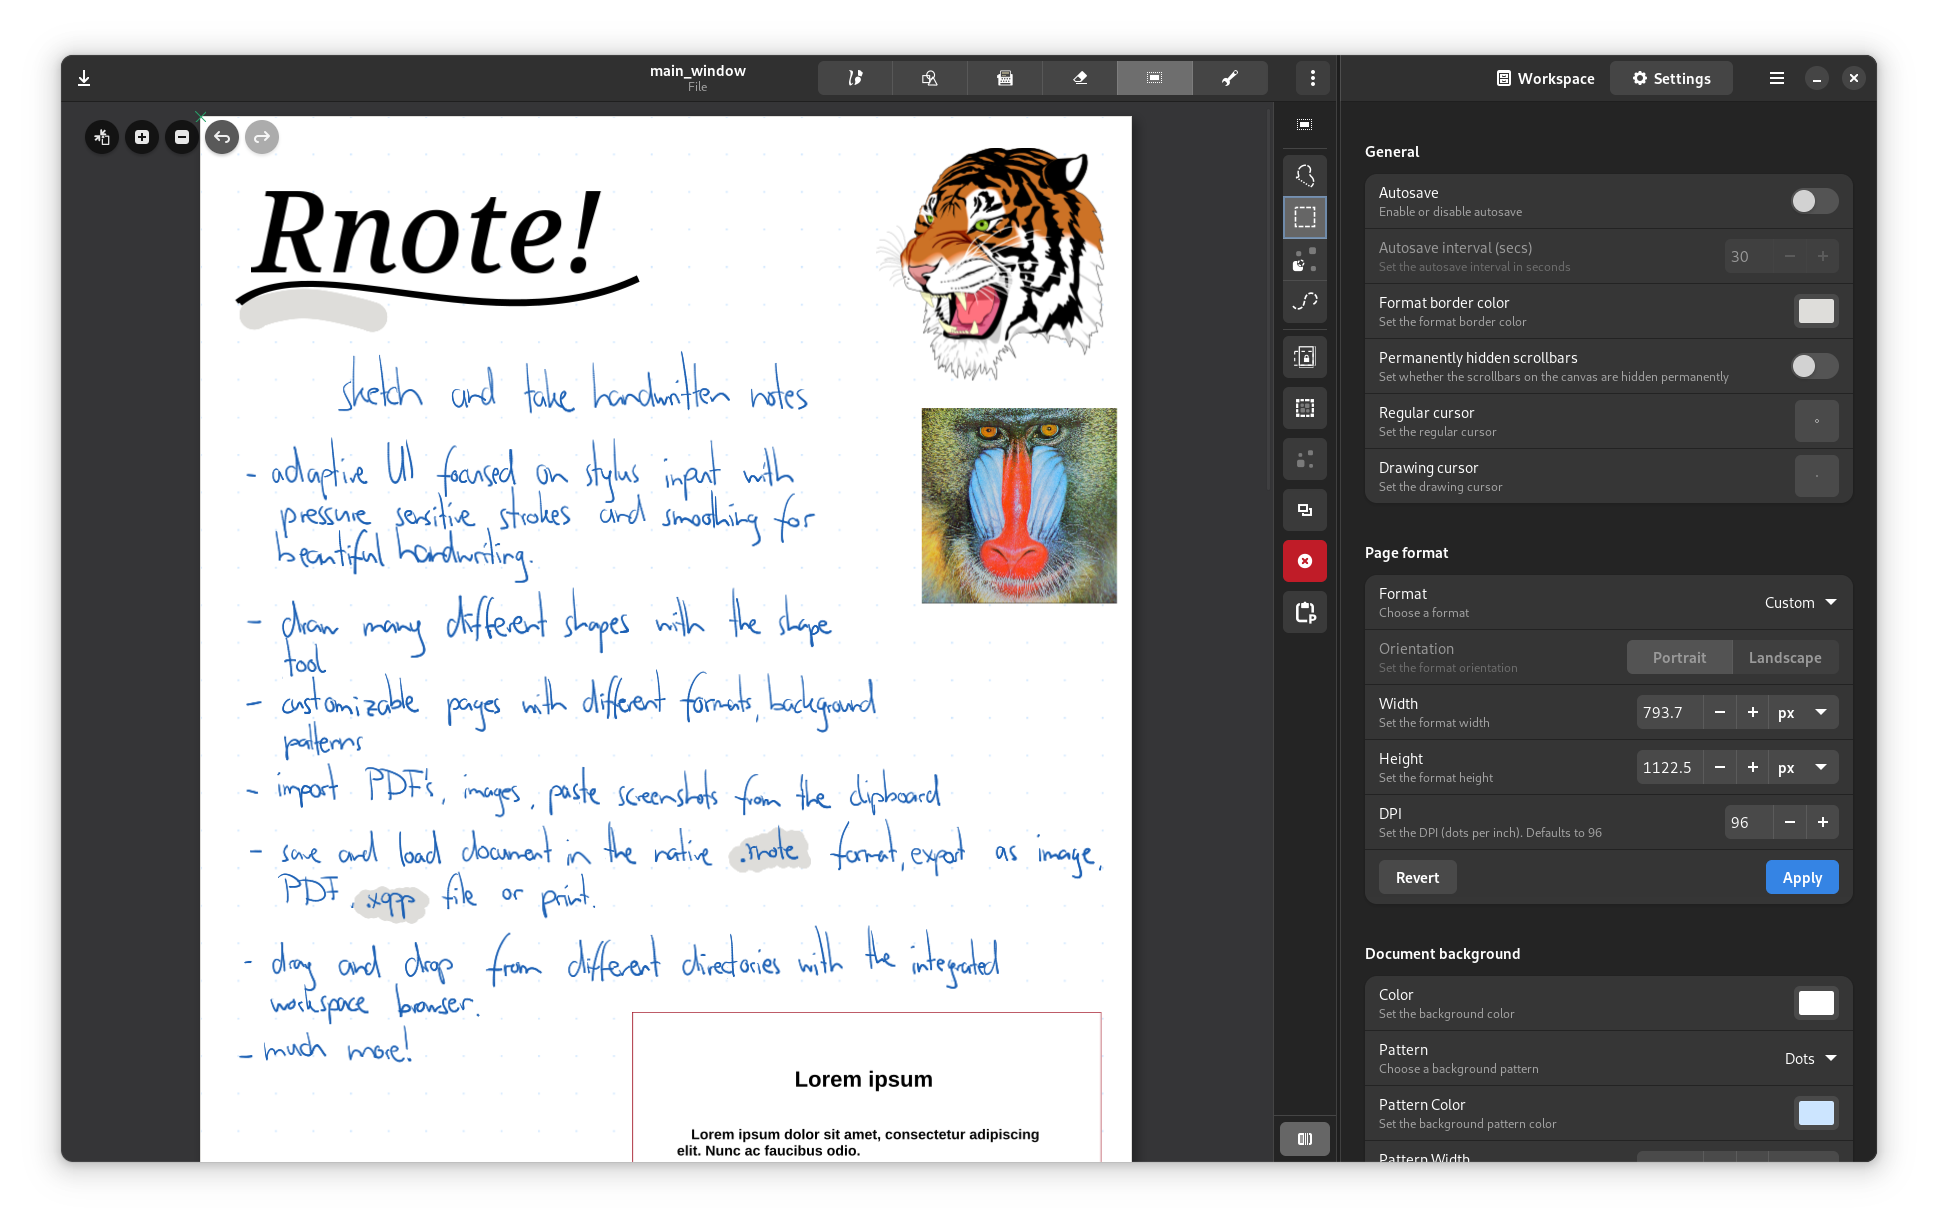 main_window
File
Workspace
Settings
Rnote!
sketch and take handwritten notes
- adaptive UI focused on stylus input with
pressure sensitive strokes and smoothing for
beautiful handwriting.
- draw many different shapes with the shape
tool
- customizable pages with different formats, background
patterns
- import PDF's, images, paste screenshots from the clipboard
- save and load document in the native .rnote format, export as image,
PDF, .xopp file or print.
- drag and drop from different directories with the integrated
workspace browser.
- much more!
Lorem ipsum
Lorem ipsum dolor sit amet, consectetur adipiscing
elit. Nunc ac faucibus odio.
P
General
Autosave
Enable or disable autosave
Autosave interval (secs)
Set the autosave interval in seconds
30
Format border color
Set the format border color
Permanently hidden scrollbars
Set whether the scrollbars on the canvas are hidden permanently
Regular cursor
Set the regular cursor
Drawing cursor
Set the drawing cursor
Page format
Format
Choose a format
Custom
Orientation
Set the format orientation
Portrait
Landscape
Width
Set the format width
793.7
px
Height
Set the format height
1122.5
px
DPI
Set the DPI (dots per inch). Defaults to 96
96
Revert
Apply
Document background
Color
Set the background color
Pattern
Choose a background pattern
Dots
Pattern Color
Set the background pattern color
Pattern Width